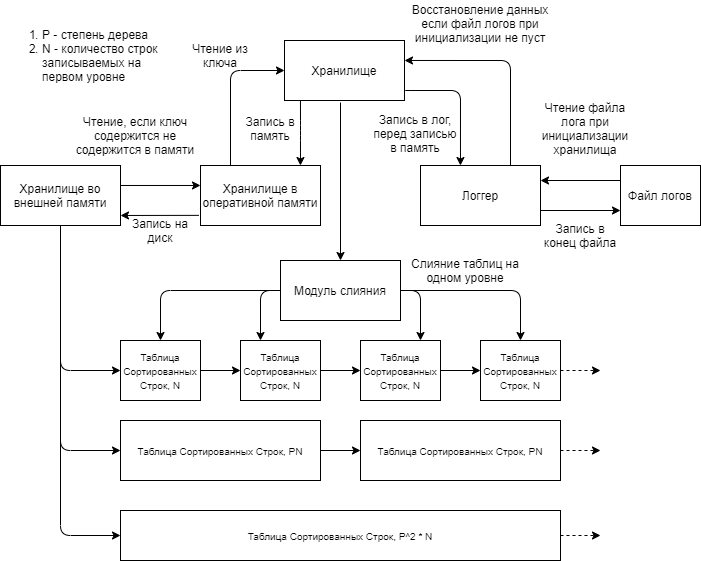 Восстановление данных
если файл логов при
инициализации не пуст
1. P - степень дерева
2. N - количество строк
записываемых на
первом уровне
Чтение из
ключа
Хранилище
Чтение, если ключ
содержится не
содержится в памяти
Запись в
память
Запись в лог,
перед записью
в память
Чтение файла
лога при
инициализации
хранилища
Хранилище во
внешней памяти
Хранилище в
оперативной памяти
Логгер
Файл логов
Запись на
диск
Запись в
конец файла
Модуль слияния
Слияние таблиц на
одном уровне
Таблица
Сортированных
Строк, N
Таблица
Сортированных
Строк, N
Таблица
Сортированных
Строк, N
Таблица
Сортированных
Строк, N
Таблица Сортированных Строк, PN
Таблица Сортированных Строк, PN
Таблица Сортированных Строк, P^2 * N